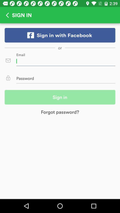 SIGN IN
Sign in with Facebook
or
Email
Password
Sign in
Forgot password?